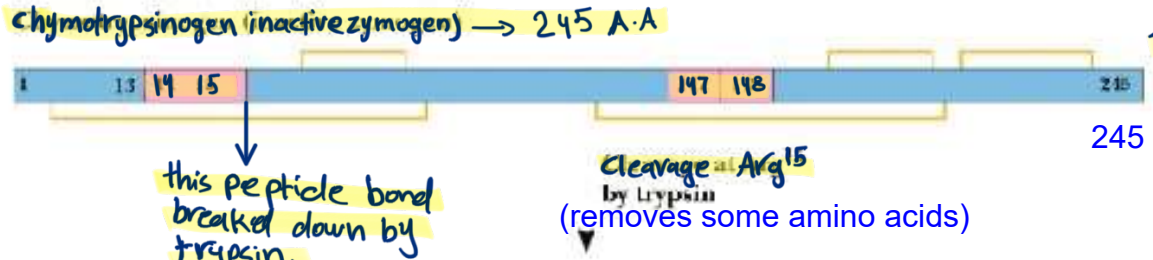 Chymotrypsinogen (inactive zymogen) → 245 A.A
1 13 14 15 147 148 245
245
this peptide bond
breaked down by
trypsin.
Cleavage at Arg15
by trypsin
(removes some amino acids)